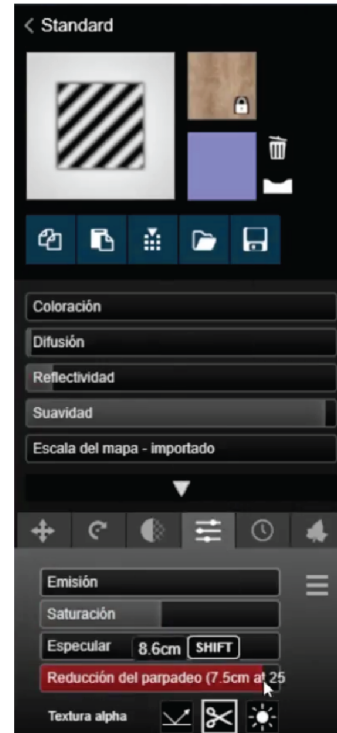 Standard
Coloración
Difusión
Reflectividad
Suavidad
Escala del mapa - importado
Emisión
Saturación
Especular 8.6cm SHIFT
Reducción del parpadeo (7.5cm at 25
Textura alpha